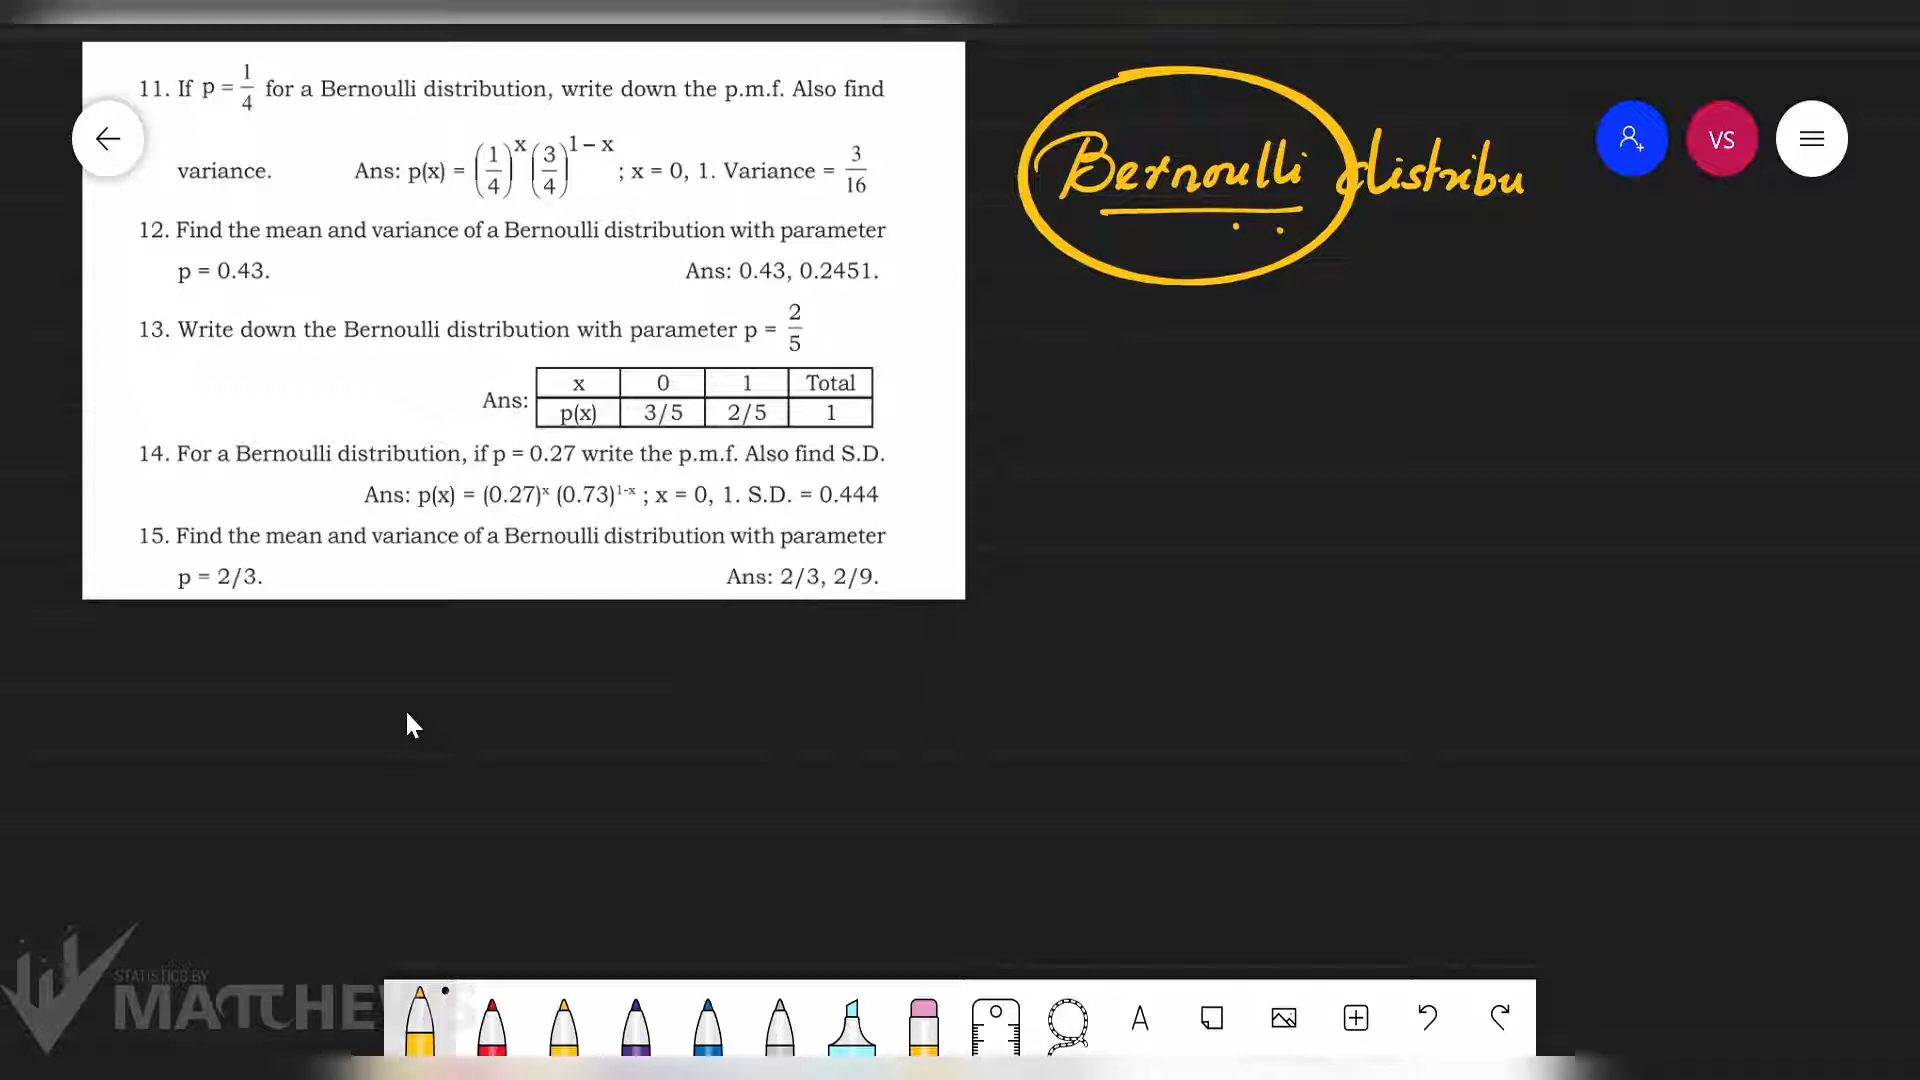 11. If p = 1/4 for a Bernoulli distribution, write down the p.m.f. Also find
variance. Ans: p(x) = (1/4)^x (3/4)^(1 – x) ; x = 0, 1. Variance = 3/16
12. Find the mean and variance of a Bernoulli distribution with parameter
p = 0.43. Ans: 0.43, 0.2451.
13. Write down the Bernoulli distribution with parameter p = 2/5
Ans:
x 0 1 Total
p(x) 3/5 2/5 1
14. For a Bernoulli distribution, if p = 0.27 write the p.m.f. Also find S.D.
Ans: p(x) = (0.27)^x (0.73)^(1-x) ; x = 0, 1. S.D. = 0.444
15. Find the mean and variance of a Bernoulli distribution with parameter
p = 2/3. Ans: 2/3, 2/9.
Bernoulli distribu
VS
STATISTICS BY
MATCHE
A